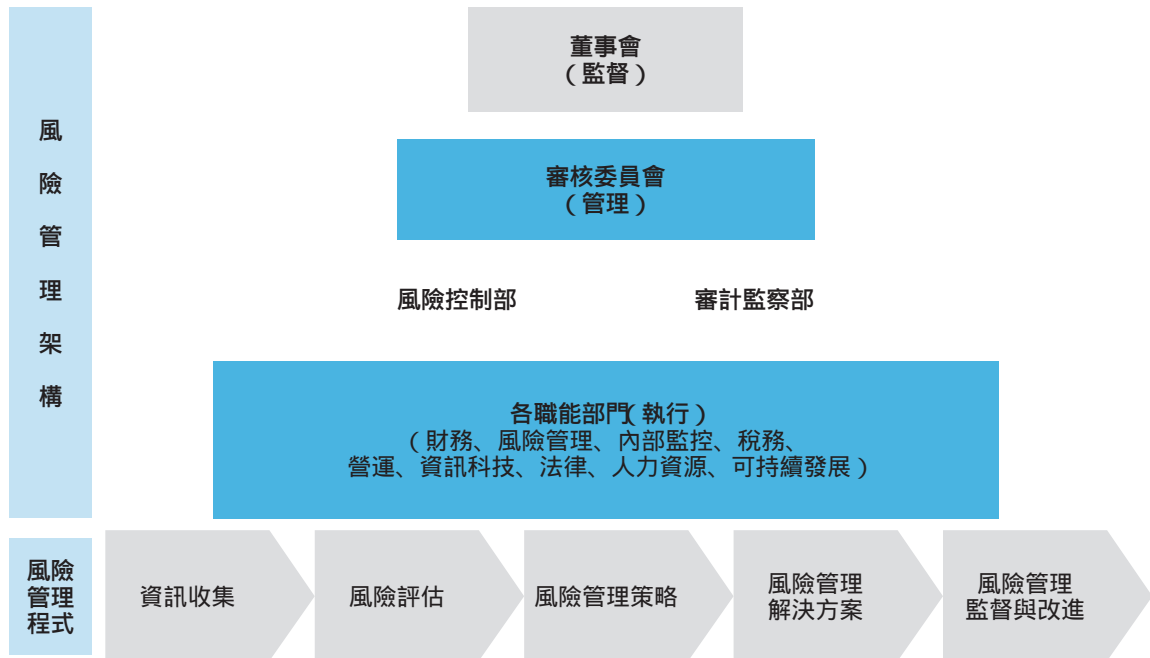 風險管理架構
董事會
（監督）
審核委員會
（管理）
風險控制部
審計監察部
各職能部門（執行）
（財務、風險管理、內部監控、稅務、
營運、資訊科技、法律、人力資源、可持續發展）
風險
管理
程式
資訊收集
風險評估
風險管理策略
風險管理
解決方案
風險管理
監督與改進